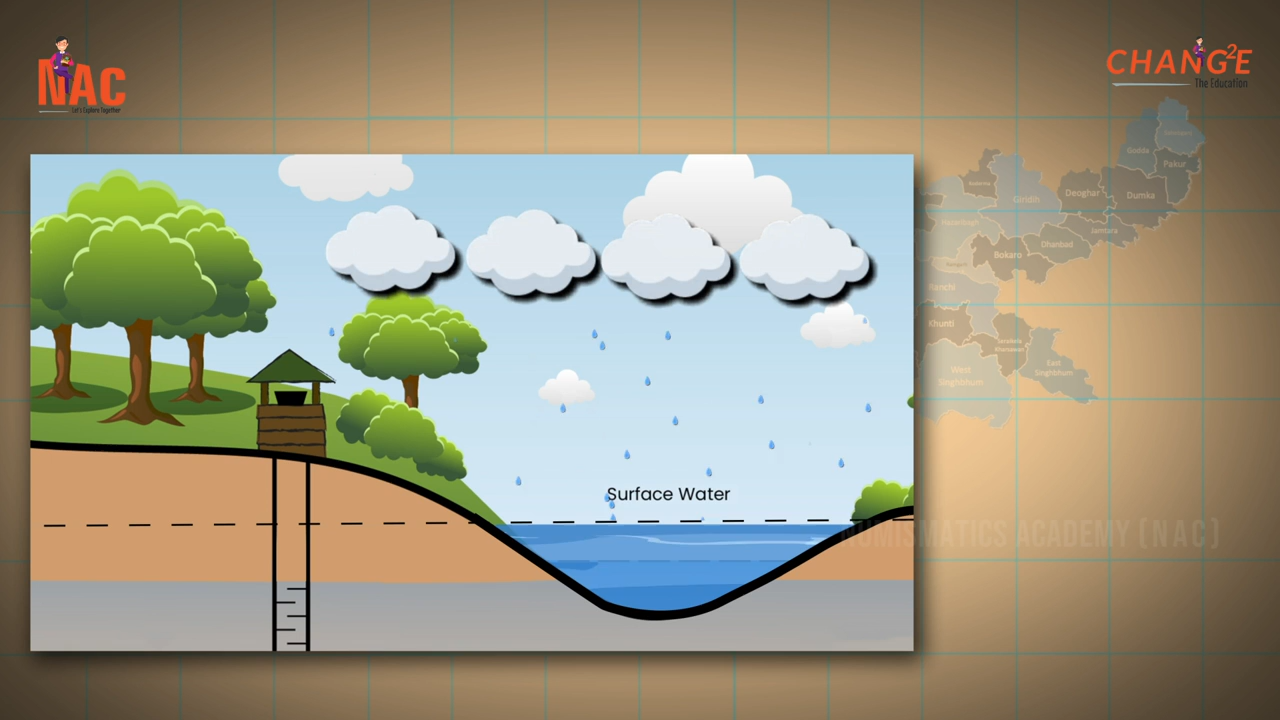 NAC
Let's Explore Together
CHANG²E
The Education
Godda
Pakur
Deoghar
Dumka
Giridih
Jamtara
Dhanbad
Bokaro
Ranchi
Khunti
East
Singhbhum
West
Singhbhum
Surface Water
NUMISMATICS ACADEMY (NAC)